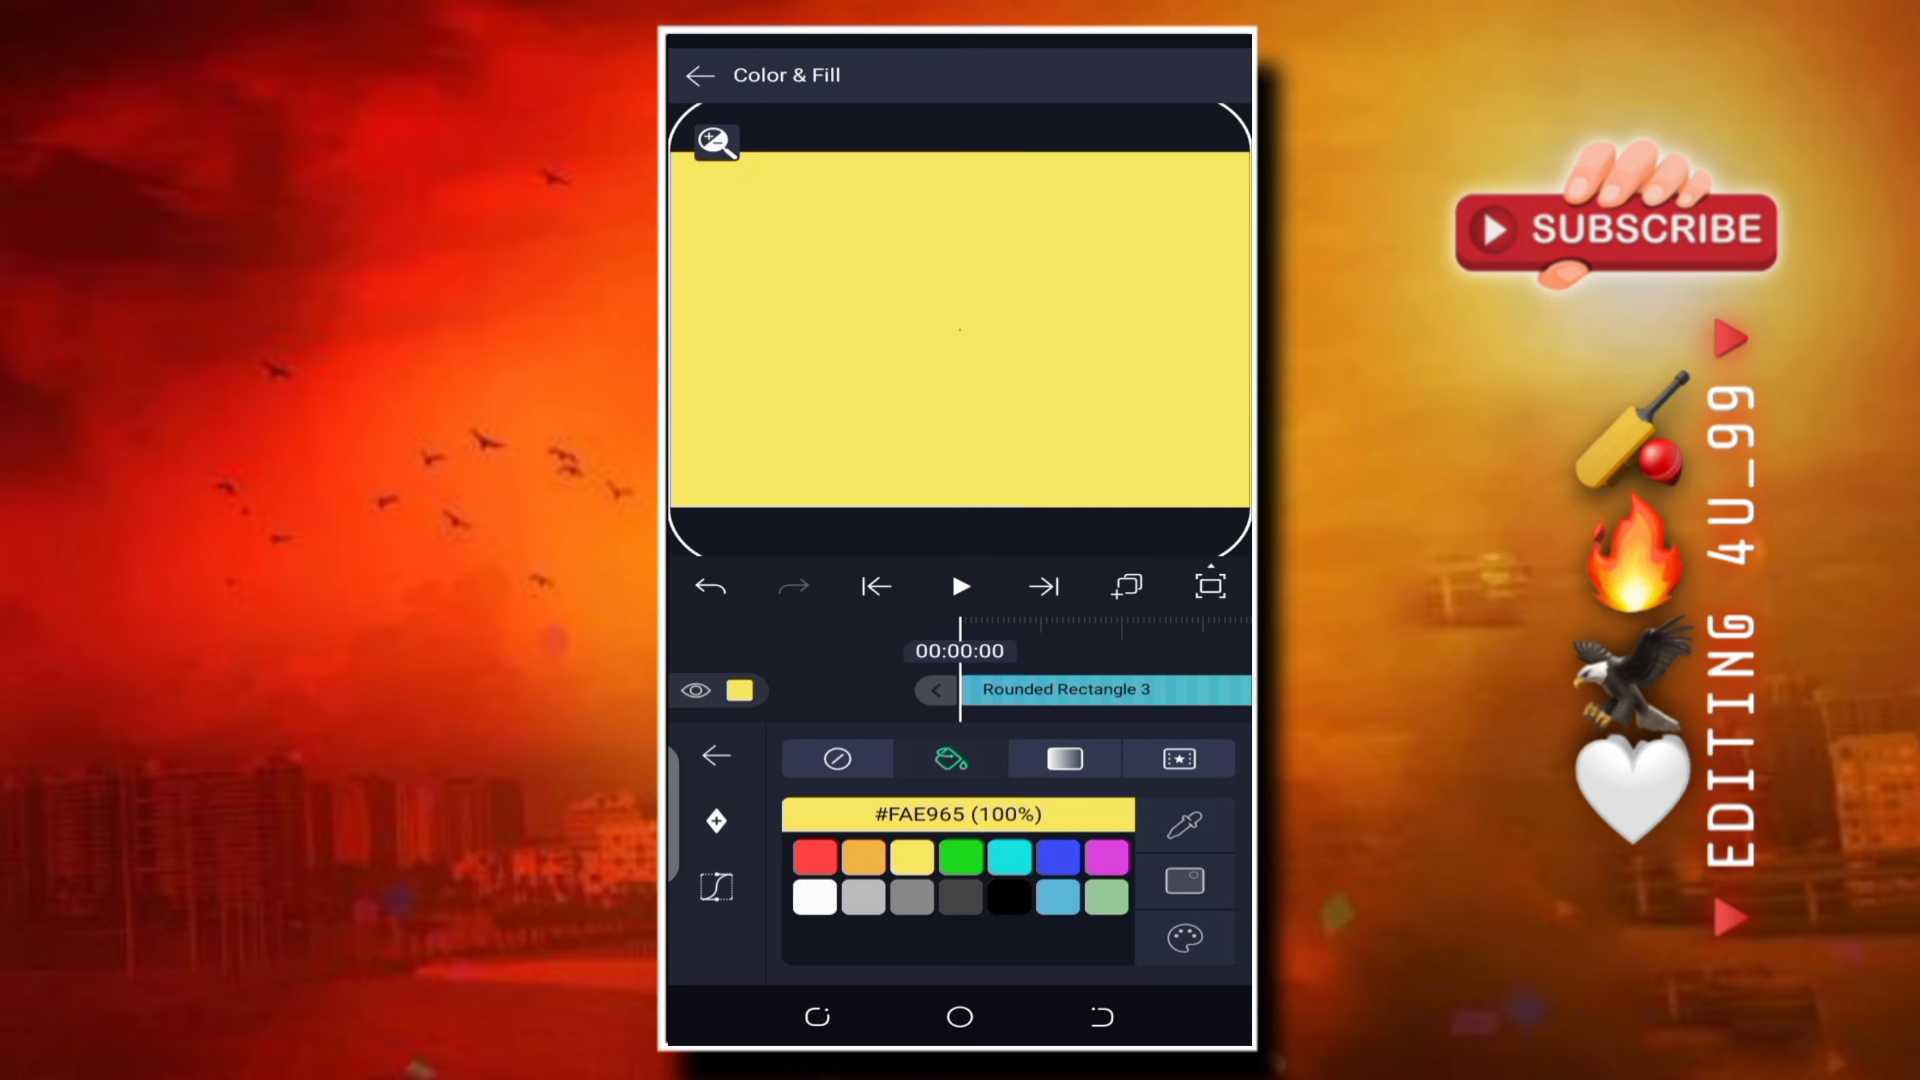 Color & Fill
00:00:00
Rounded Rectangle 3
#FAE965 (100%)
SUBSCRIBE
EDITING 4U_99